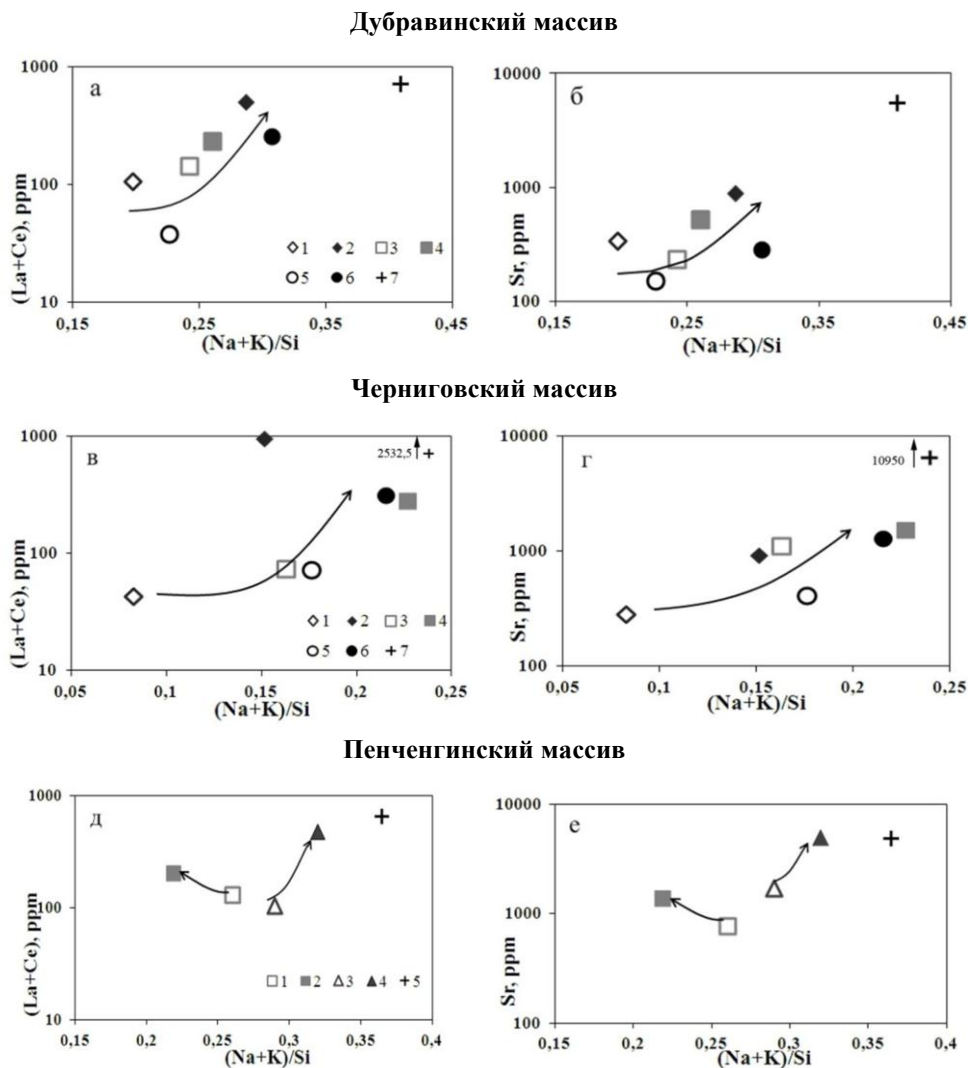 Дубравинский массив
а
(La+Ce), ppm
1000
100
10
1 2 3 4
5 6 7
0,15 0,25 0,35 0,45
(Na+K)/Si
б
Sr, ppm
10000
1000
100
0,15 0,25 0,35 0,45
(Na+K)/Si
Черниговский массив
в
(La+Ce), ppm
1000
100
10
2532,5
1 2 3 4
5 6 7
0,05 0,1 0,15 0,2 0,25
(Na+K)/Si
г
Sr, ppm
10000
1000
100
10950
0,05 0,1 0,15 0,2 0,25
(Na+K)/Si
Пенченгинский массив
д
(La+Ce), ppm
1000
100
10
1 2 3 4 5
0,15 0,2 0,25 0,3 0,35 0,4
(Na+K)/Si
е
Sr, ppm
10000
1000
100
0,15 0,2 0,25 0,3 0,35 0,4
(Na+K)/Si